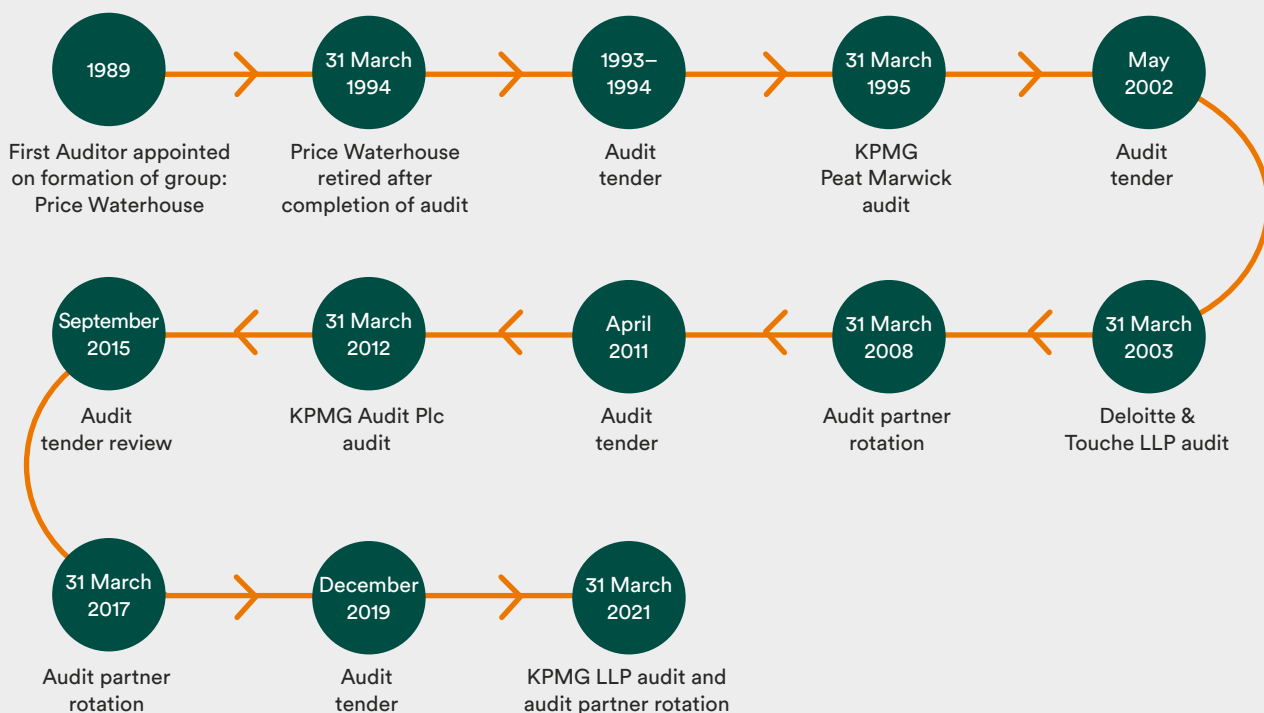 1989
First Auditor appointed
on formation of group:
Price Waterhouse
31 March
1994
Price Waterhouse
retired after
completion of audit
1993–
1994
Audit
tender
31 March
1995
KPMG
Peat Marwick
audit
May
2002
Audit
tender
31 March
2003
Deloitte &
Touche LLP audit
31 March
2008
Audit partner
rotation
April
2011
Audit
tender
31 March
2012
KPMG Audit Plc
audit
September
2015
Audit
tender review
31 March
2017
Audit partner
rotation
December
2019
Audit
tender
31 March
2021
KPMG LLP audit and
audit partner rotation